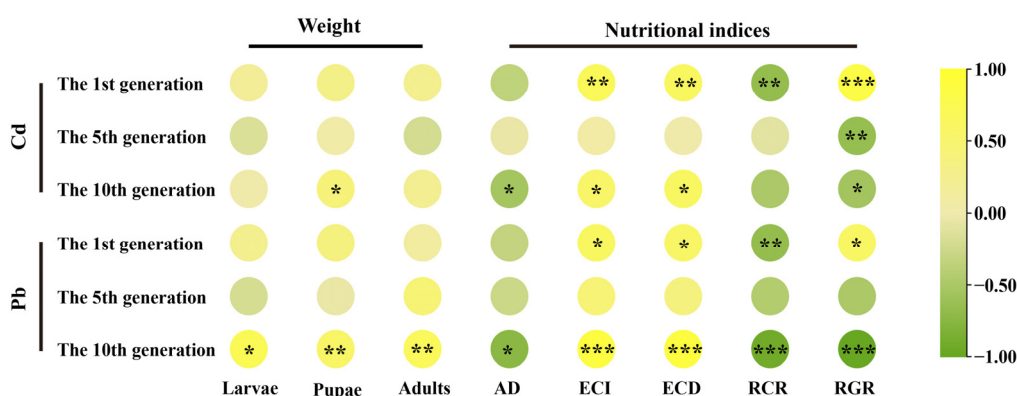 Weight Nutritional indices
Cd
The 1st generation ** ** ** ***
The 5th generation **
The 10th generation * * * * *
Pb
The 1st generation * * ** *
The 5th generation
The 10th generation * ** ** * *** *** *** ***
Larvae Pupae Adults AD ECI ECD RCR RGR
1.00
0.50
0.00
−0.50
−1.00